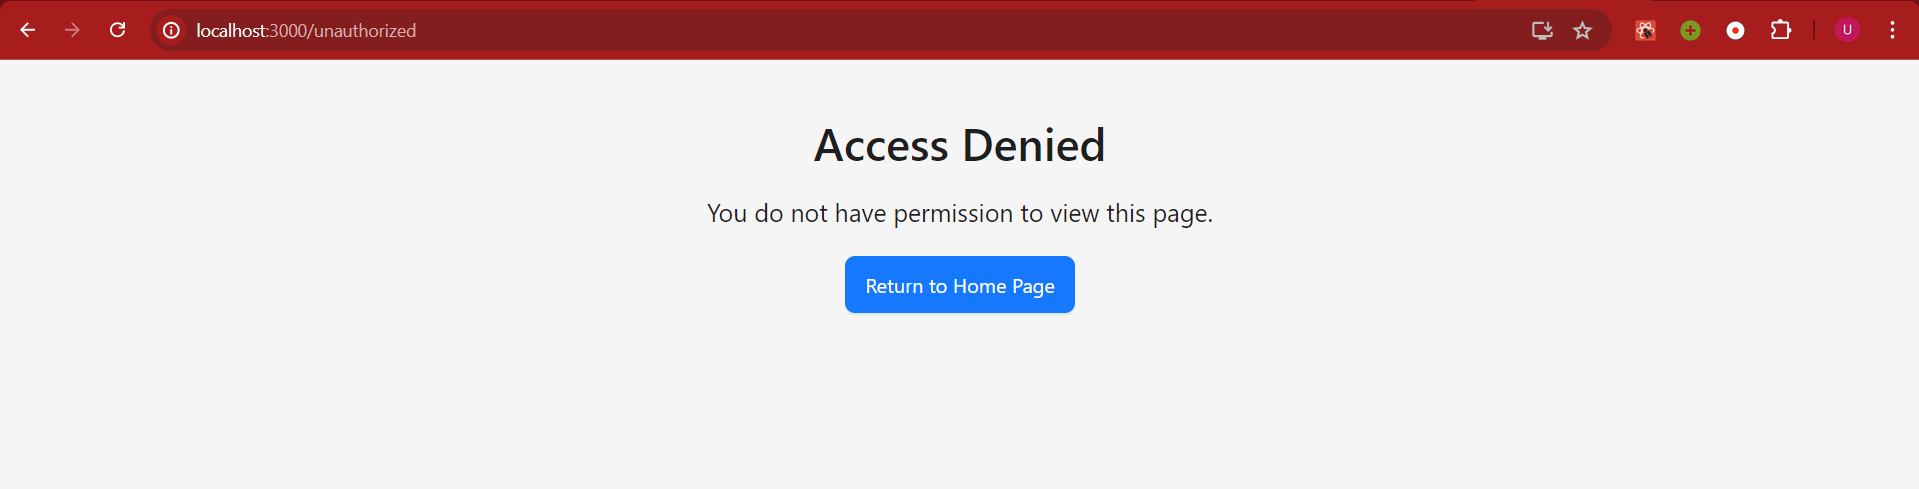 localhost:3000/unauthorized
U
Access Denied
You do not have permission to view this page.
Return to Home Page